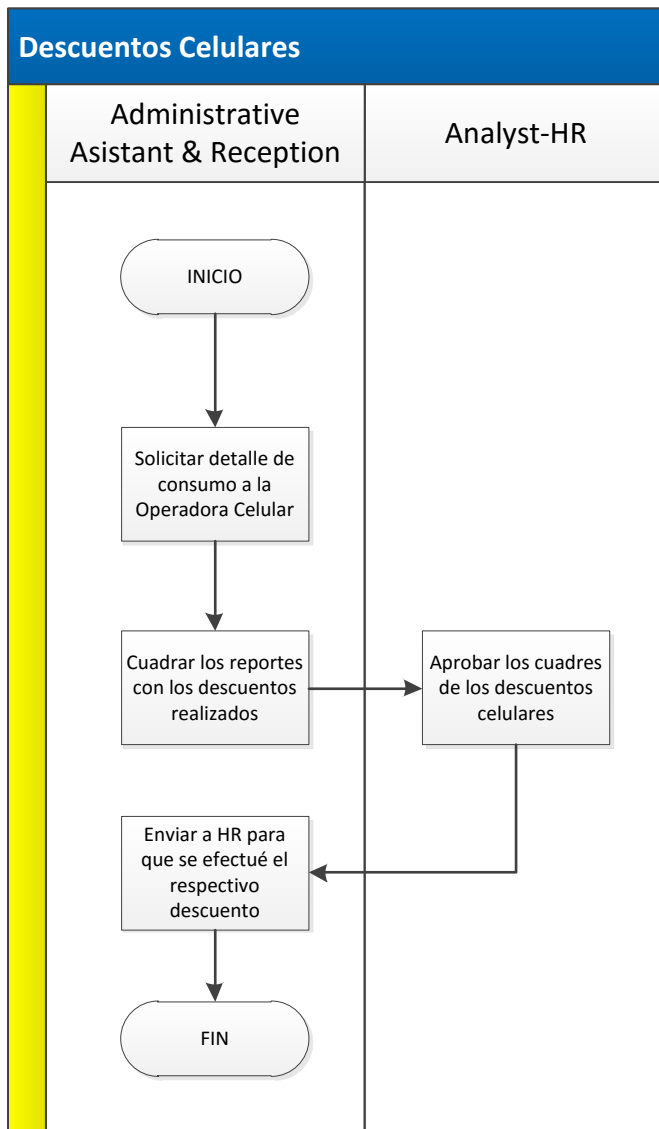 Descuentos Celulares
Administrative
Asistant & Reception
Analyst-HR
INICIO
Solicitar detalle de
consumo a la
Operadora Celular
Cuadrar los reportes
con los descuentos
realizados
Aprobar los cuadres
de los descuentos
celulares
Enviar a HR para
que se efectué el
respectivo
descuento
FIN